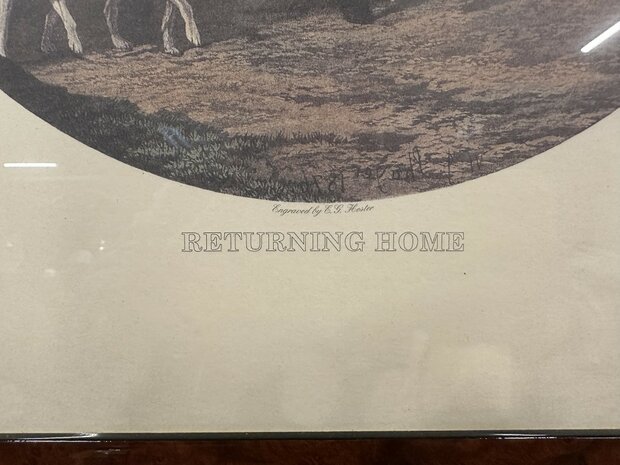 Engraved by E. G. Hester
RETURNING HOME